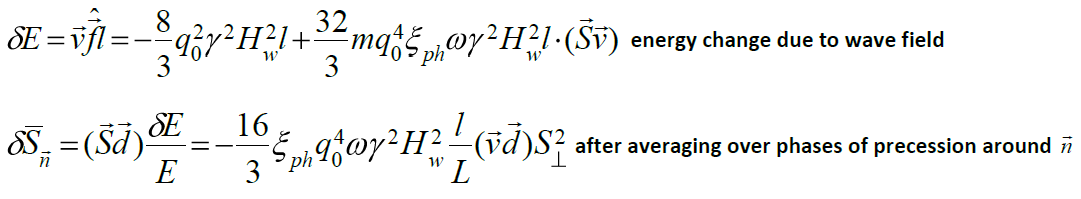 δE = v⃗ f̂⃗ l = −8/3 q₀²γ²H_w²l + 32/3 mq₀⁴ξ_ph ωγ²H_w²l·(S⃗v⃗) energy change due to wave field
δS̅_n⃗ = (S⃗d⃗) δE/E = −16/3 ξ_ph q₀⁴ωγ²H_w² l/L (v⃗d⃗)S_⊥² after averaging over phases of precession around n⃗